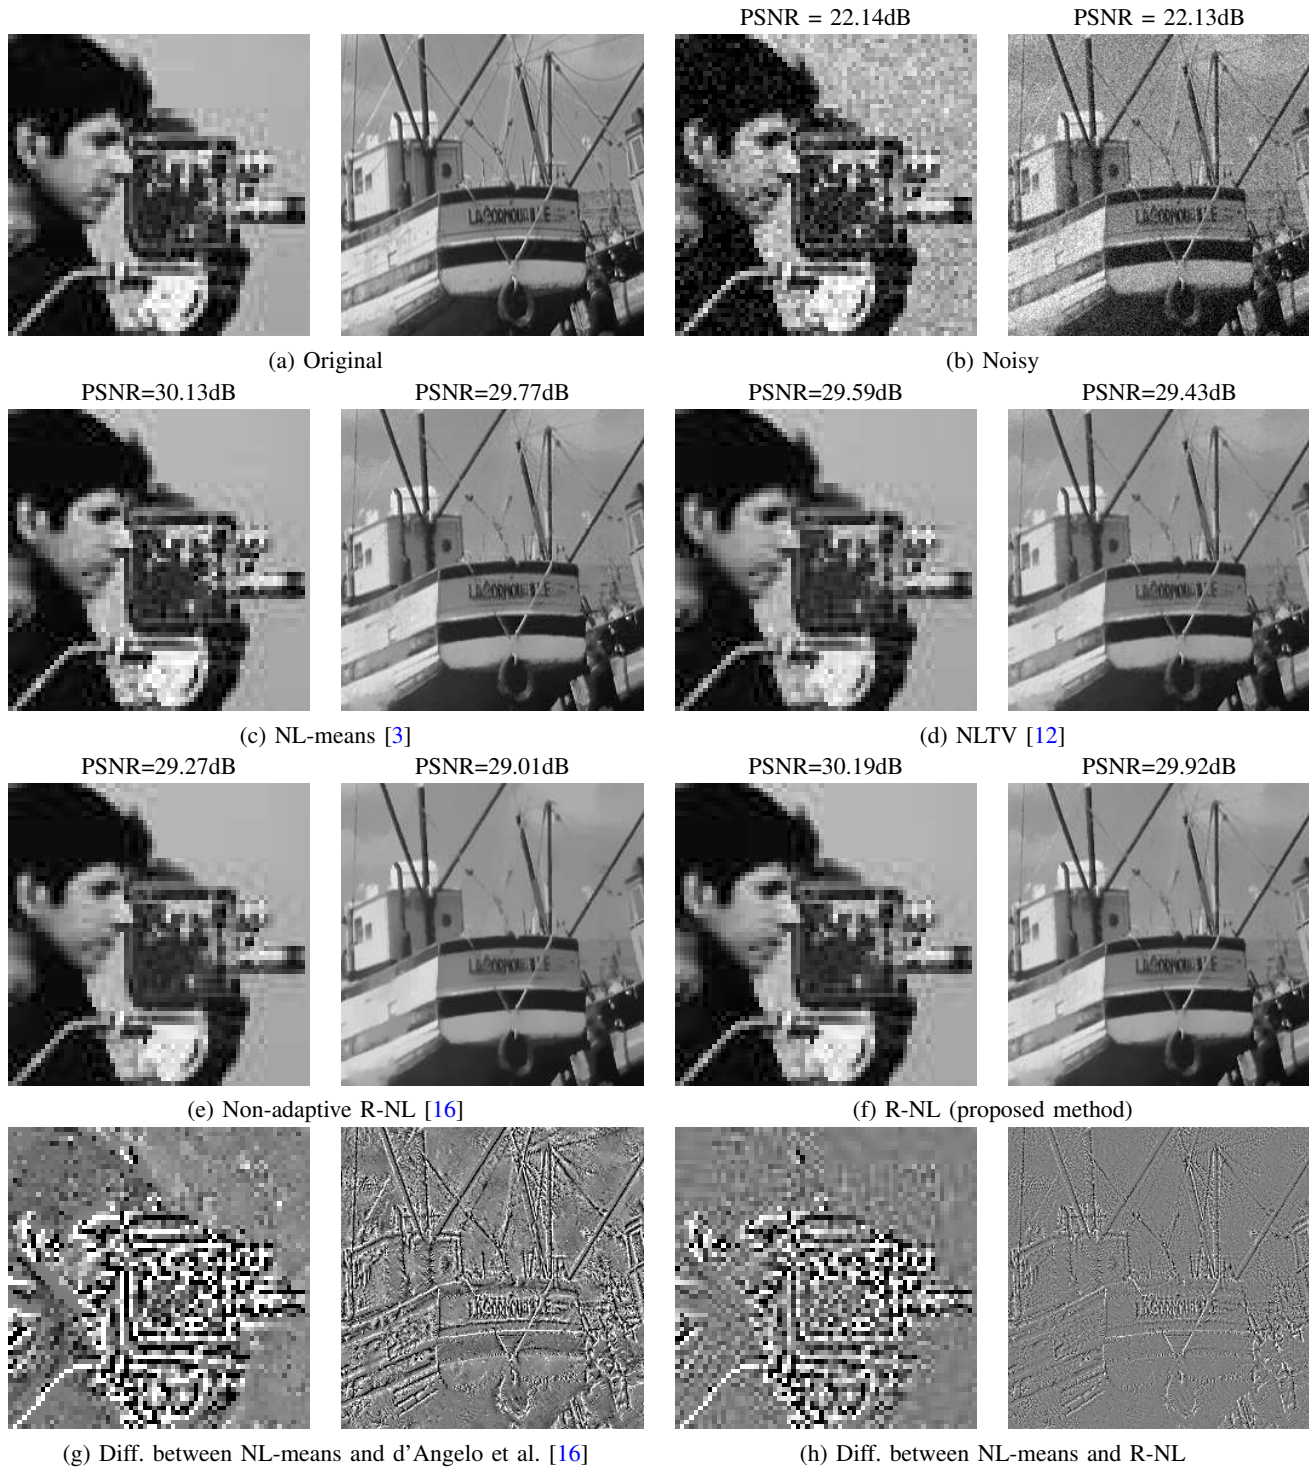 PSNR = 22.14dB
PSNR = 22.13dB
(a) Original
(b) Noisy
PSNR=30.13dB
PSNR=29.77dB
PSNR=29.59dB
PSNR=29.43dB
(c) NL-means [3]
(d) NLTV [12]
PSNR=29.27dB
PSNR=29.01dB
PSNR=30.19dB
PSNR=29.92dB
(e) Non-adaptive R-NL [16]
(f) R-NL (proposed method)
(g) Diff. between NL-means and d'Angelo et al. [16]
(h) Diff. between NL-means and R-NL